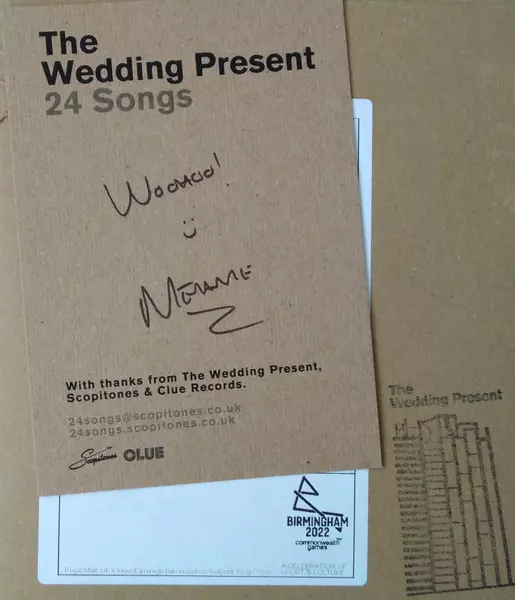 The
Wedding Present
24 Songs
WOOHOO!
:)
MELANIE
With thanks from The Wedding Present,
Scopitones & Clue Records.
24songs@scopitones.co.uk
24songs.scopitones.co.uk
Scopitones CLUE
The
Wedding Present
BIRMINGHAM
2022
commonwealth
games
A CELEBRATION OF
SPORT & CULTURE